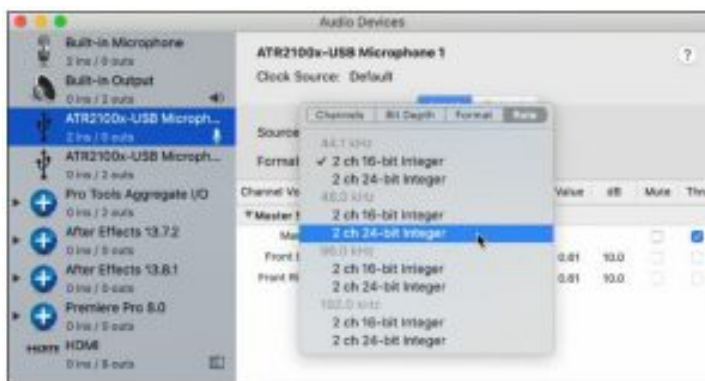 Audio Devices
Built-in Microphone
2 ins / 0 outs
Built-in Output
0 ins / 2 outs
ATR2100x-USB Microph...
2 ins / 0 outs
ATR2100x-USB Microph...
0 ins / 2 outs
Pro Tools Aggregate I/O
0 ins / 2 outs
After Effects 13.7.2
0 ins / 0 outs
After Effects 13.8.1
0 ins / 0 outs
Premiere Pro 8.0
0 ins / 0 outs
HDMI HDMI
ATR2100x-USB Microphone 1
?
Clock Source: Default
Source
Format
Channels Bit Depth Format Rate
44.1 kHz
✓ 2 ch 16-bit Integer
2 ch 24-bit Integer
48.0 kHz
2 ch 16-bit Integer
2 ch 24-bit Integer
96.0 kHz
2 ch 16-bit Integer
2 ch 24-bit Integer
192.0 kHz
2 ch 16-bit Integer
2 ch 24-bit Integer
Channel Vo Value dB Mute Thr
Master
Ma
Front 0.61 10.0
Front Ri 0.61 10.0